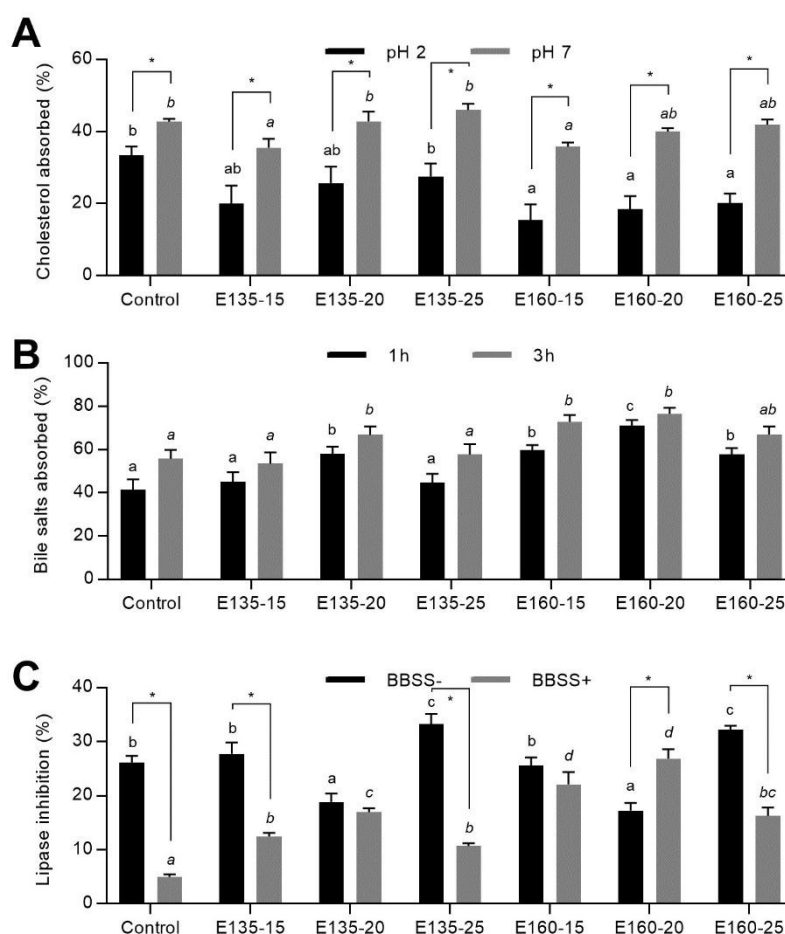 A
pH 2 pH 7
Cholesterol absorbed (%)
60
40
20
0
* * * * * * *
b b ab a ab b b b a a a ab a ab
Control E135-15 E135-20 E135-25 E160-15 E160-20 E160-25
B
1h 3h
Bile salts absorbed (%)
100
80
60
40
20
0
a a a a b b a a b b c b b ab
Control E135-15 E135-20 E135-25 E160-15 E160-20 E160-25
C
BBSS- BBSS+
Lipase inhibition (%)
40
30
20
10
0
* * * * *
b a b b a c c b b d a d c bc
Control E135-15 E135-20 E135-25 E160-15 E160-20 E160-25